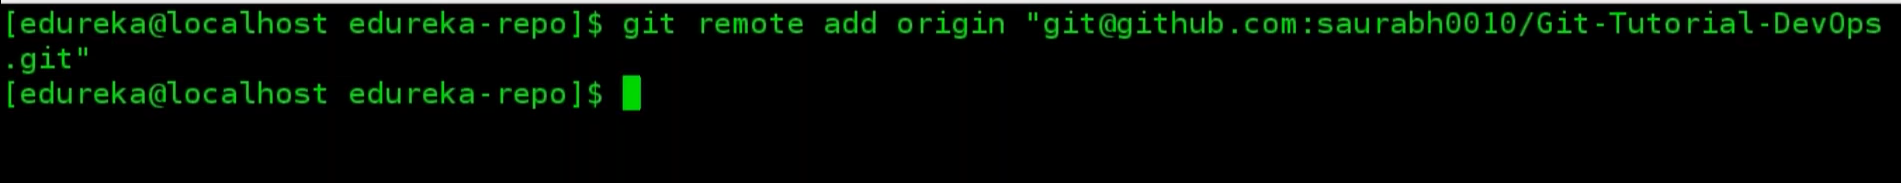 [edureka@localhost edureka-repo]$ git remote add origin "git@github.com:saurabh0010/Git-Tutorial-DevOps
.git"
[edureka@localhost edureka-repo]$